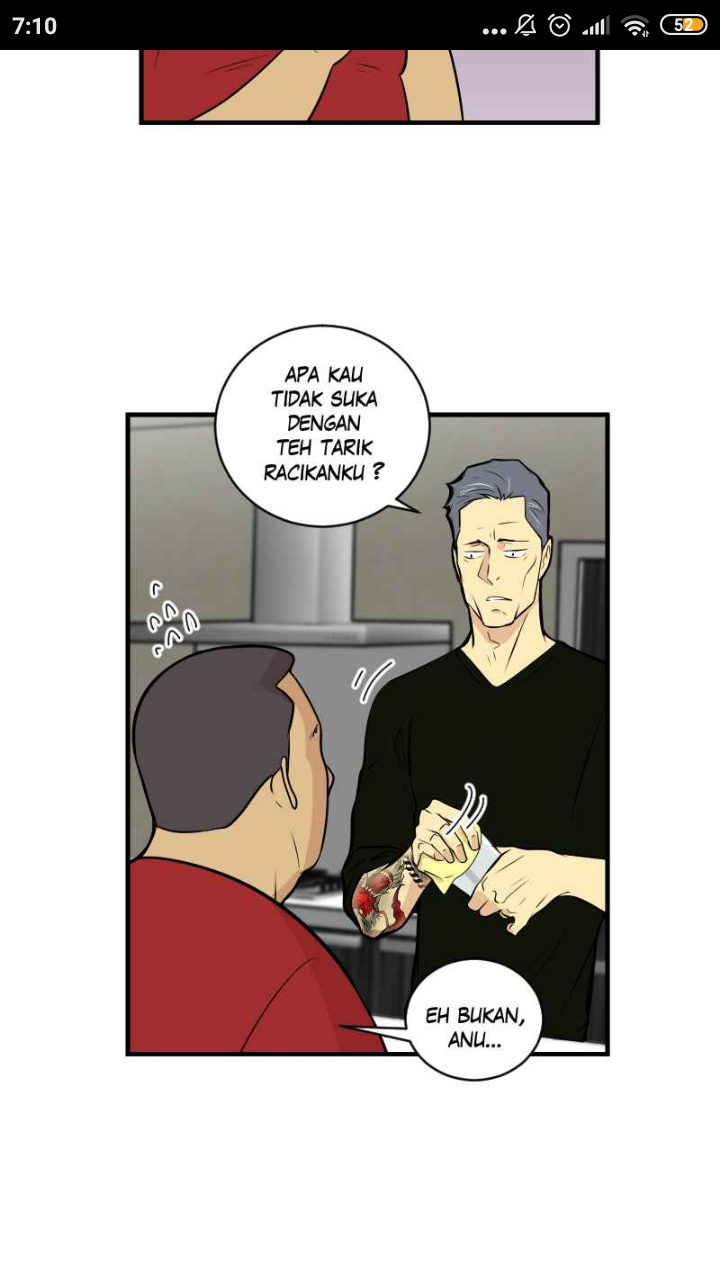 7:10
52
APA KAU
TIDAK SUKA
DENGAN
TEH TARIK
RACIKANKU ?
EH BUKAN,
ANU...